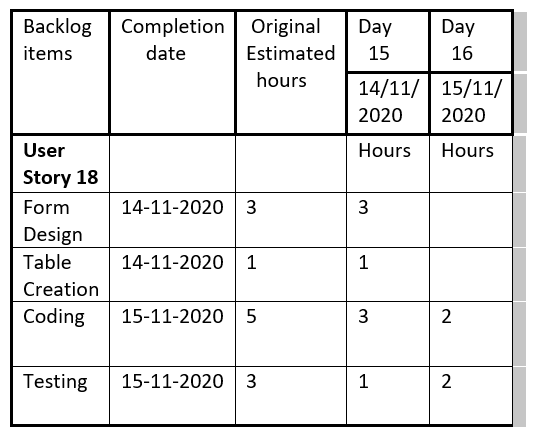 Backlog items Completion date Original Estimated hours Day 15 Day 16
14/11/2020 15/11/2020
User Story 18 Hours Hours
Form Design 14-11-2020 3 3
Table Creation 14-11-2020 1 1
Coding 15-11-2020 5 3 2
Testing 15-11-2020 3 1 2